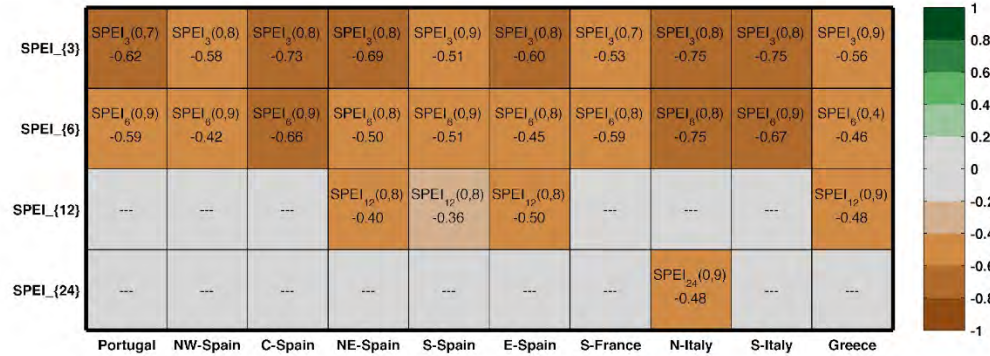 SPEI_{3} SPEI₃(0,7) SPEI₃(0,8) SPEI₃(0,8) SPEI₃(0,8) SPEI₃(0,9) SPEI₃(0,8) SPEI₃(0,7) SPEI₃(0,8) SPEI₃(0,8) SPEI₃(0,9)
-0.62 -0.58 -0.73 -0.69 -0.51 -0.60 -0.53 -0.75 -0.75 -0.56
SPEI_{6} SPEI₆(0,9) SPEI₆(0,9) SPEI₆(0,9) SPEI₆(0,8) SPEI₆(0,9) SPEI₆(0,8) SPEI₆(0,8) SPEI₆(0,8) SPEI₆(0,9) SPEI₆(0,4)
-0.59 -0.42 -0.66 -0.50 -0.51 -0.45 -0.59 -0.75 -0.67 -0.46
SPEI_{12} --- --- --- SPEI₁₂(0,8) SPEI₁₂(0,8) SPEI₁₂(0,8) --- --- --- SPEI₁₂(0,9)
-0.40 -0.36 -0.50 -0.48
SPEI_{24} --- --- --- --- --- --- --- SPEI₂₄(0,9) --- ---
-0.48
Portugal NW-Spain C-Spain NE-Spain S-Spain E-Spain S-France N-Italy S-Italy Greece
1
0.8
0.6
0.4
0.2
0
-0.2
-0.4
-0.6
-0.8
-1